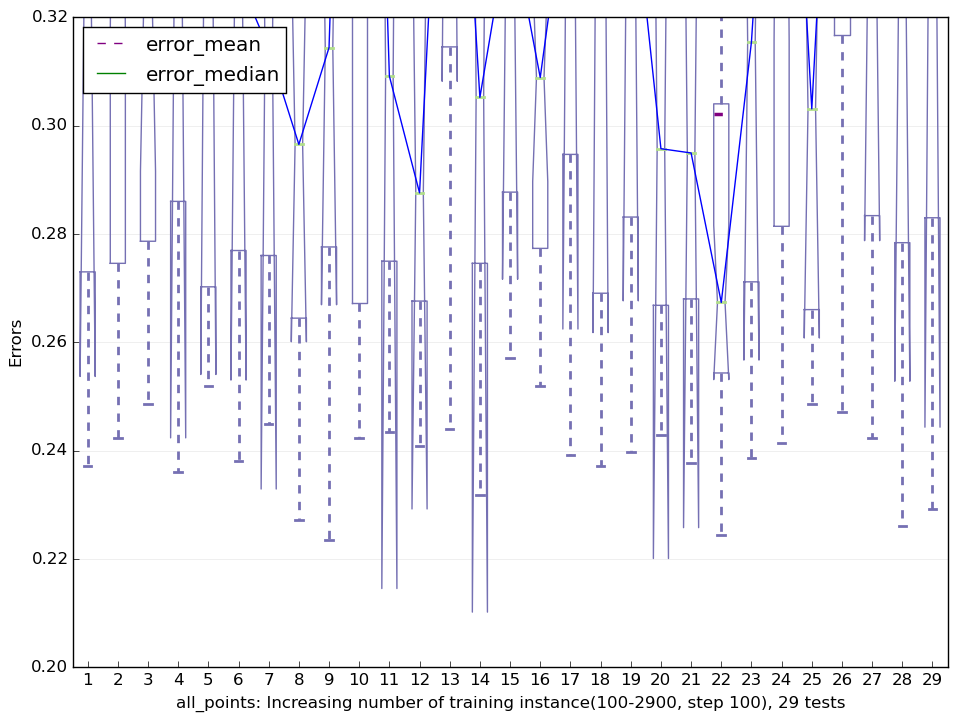 0.32
0.30
0.28
0.26
0.24
0.22
0.20
Errors
error_mean
error_median
1 2 3 4 5 6 7 8 9 10 11 12 13 14 15 16 17 18 19 20 21 22 23 24 25 26 27 28 29
all_points: Increasing number of training instance(100-2900, step 100), 29 tests